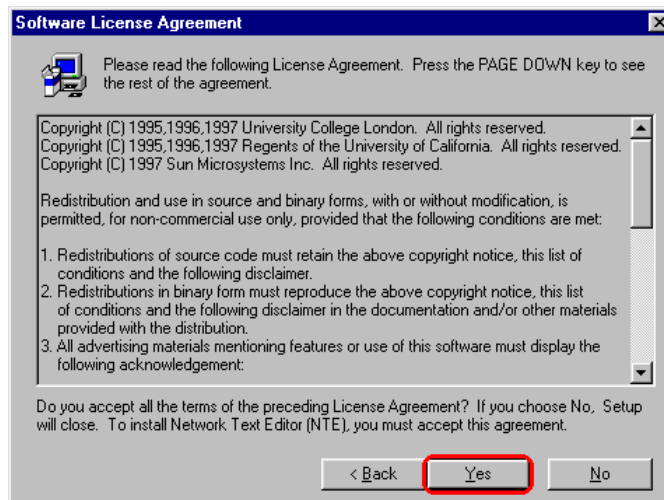 Software License Agreement
Please read the following License Agreement. Press the PAGE DOWN key to see
the rest of the agreement.
Copyright (C) 1995,1996,1997 University College London. All rights reserved.
Copyright (C) 1995,1996,1997 Regents of the University of California. All rights reserved.
Copyright (C) 1997 Sun Microsystems Inc. All rights reserved.
Redistribution and use in source and binary forms, with or without modification, is
permitted, for non-commercial use only, provided that the following conditions are met:
1. Redistributions of source code must retain the above copyright notice, this list of
conditions and the following disclaimer.
2. Redistributions in binary form must reproduce the above copyright notice, this list
of conditions and the following disclaimer in the documentation and/or other materials
provided with the distribution.
3. All advertising materials mentioning features or use of this software must display the
following acknowledgement:
Do you accept all the terms of the preceding License Agreement? If you choose No, Setup
will close. To install Network Text Editor (NTE), you must accept this agreement.
< Back Yes No